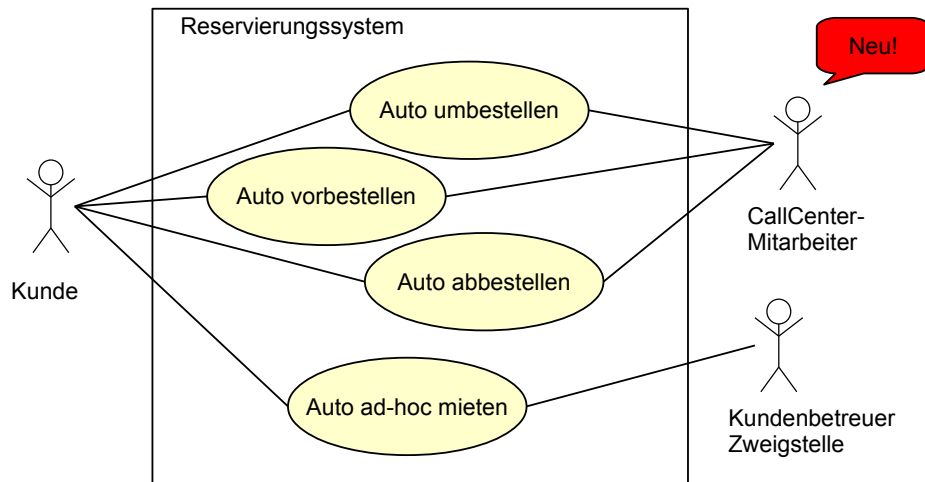 Reservierungssystem
Neu!
Auto umbestellen
Auto vorbestellen
CallCenter-
Mitarbeiter
Auto abbestellen
Kunde
Auto ad-hoc mieten
Kundenbetreuer
Zweigstelle